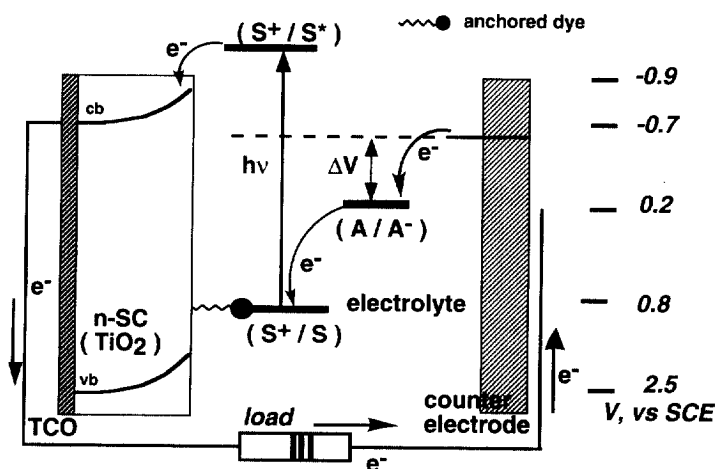 ( S⁺ / S* )
anchored dye
e⁻
cb
-0.9
-0.7
e⁻
hν
ΔV
0.2
( A / A⁻ )
e⁻
e⁻
n-SC
( TiO₂ )
electrolyte
0.8
( S⁺ / S )
vb
e⁻
2.5
V, vs SCE
TCO
load
counter
electrode
e⁻